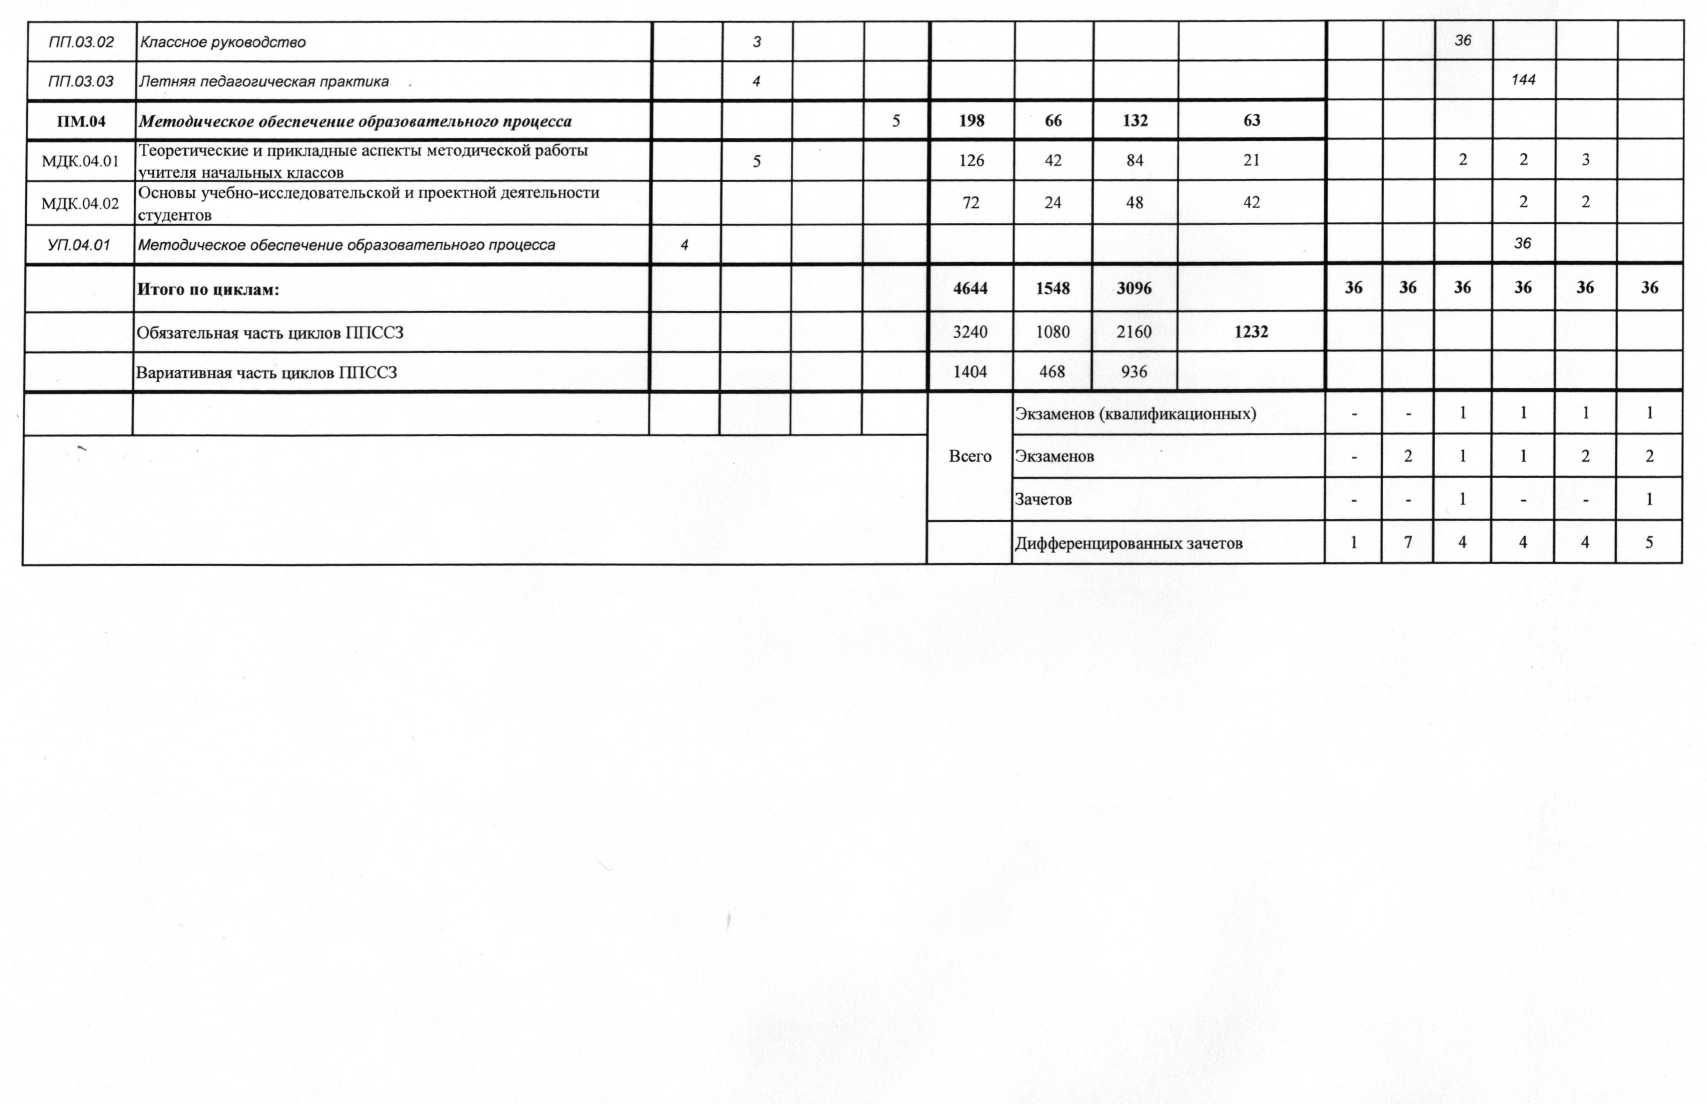 ПП.03.02 Классное руководство 3 36
ПП.03.03 Летняя педагогическая практика 4 144
ПМ.04 Методическое обеспечение образовательного процесса 5 198 66 132 63
МДК.04.01 Теоретические и прикладные аспекты методической работы
учителя начальных классов 5 126 42 84 21 2 2 3
МДК.04.02 Основы учебно-исследовательской и проектной деятельности
студентов 72 24 48 42 2 2
УП.04.01 Методическое обеспечение образовательного процесса 4 36
Итого по циклам: 4644 1548 3096 36 36 36 36 36 36
Обязательная часть циклов ППССЗ 3240 1080 2160 1232
Вариативная часть циклов ППССЗ 1404 468 936
Экзаменов (квалификационных) - - 1 1 1 1
Всего Экзаменов - 2 1 1 2 2
Зачетов - - 1 - - 1
Дифференцированных зачетов 1 7 4 4 4 5